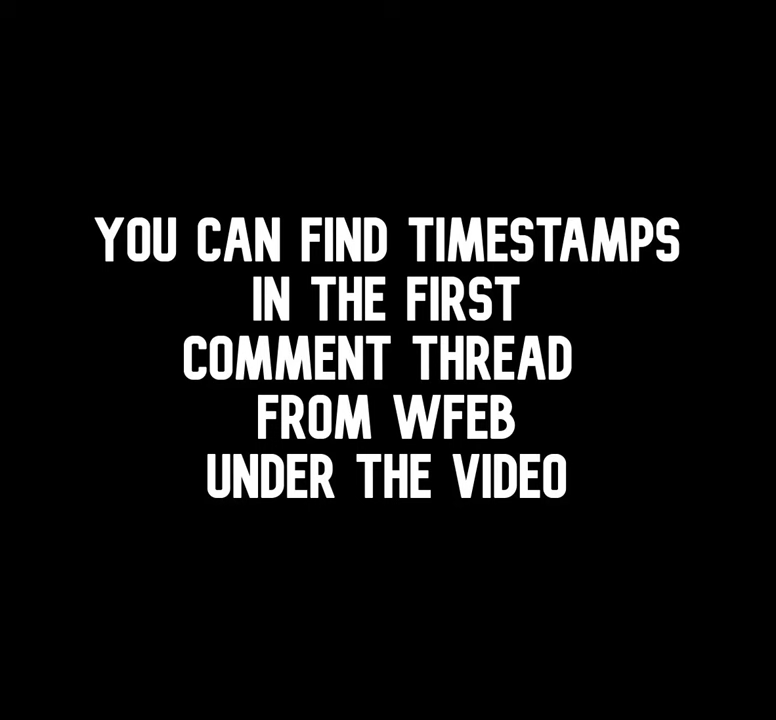 YOU CAN FIND TIMESTAMPS
IN THE FIRST
COMMENT THREAD
FROM WFEB
UNDER THE VIDEO